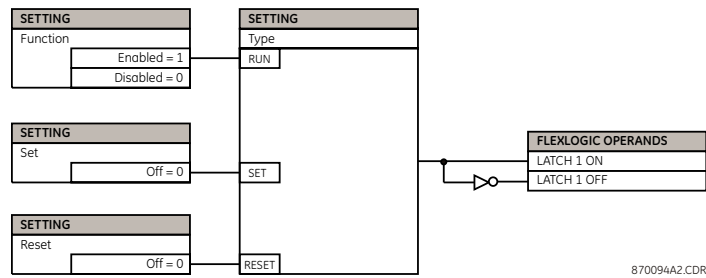 SETTING
Function
Enabled = 1
Disabled = 0
SETTING
Set
Off = 0
SETTING
Reset
Off = 0
SETTING
Type
RUN
SET
RESET
FLEXLOGIC OPERANDS
LATCH 1 ON
LATCH 1 OFF
870094A2.CDR